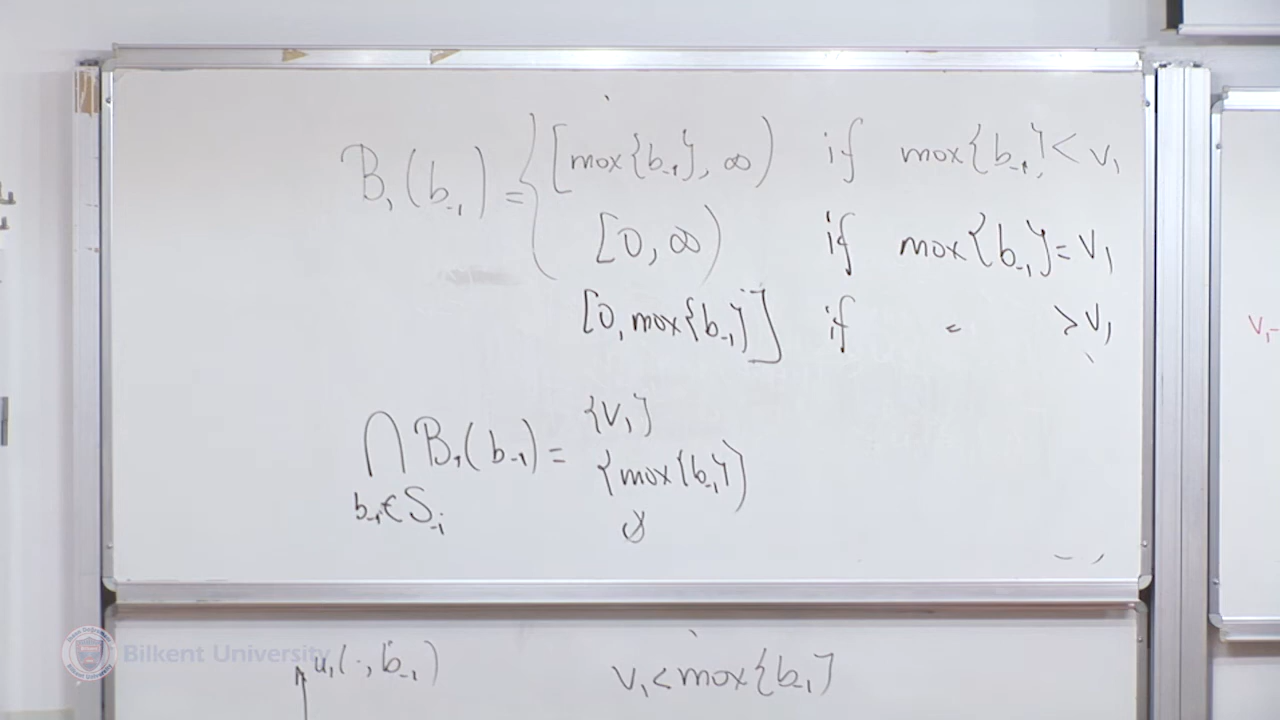 B₁(b₋₁) = { [max{b₋₁}, ∞) if max{b₋₁} < v₁
[0, ∞) if max{b₋₁} = v₁
[0, max{b₋₁}] if = > v₁
{v₁}
⋂ B₁(b₋₁) = {max{b₋₁}}
b₋₁ ∈ S₋ᵢ
Bilkent University
u₁(·, b₋₁) v₁ < max{b₋₁}
v₁-